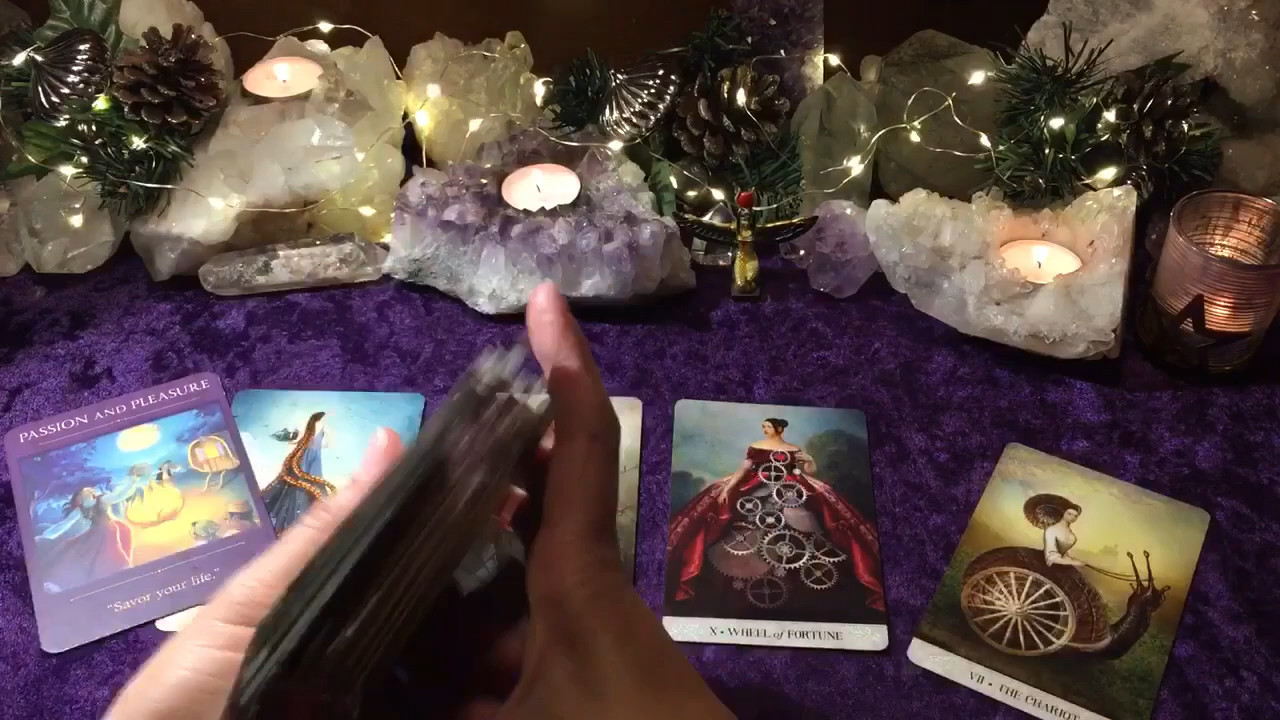 PASSION AND PLEASURE
"Savor your life."
X • WHEEL of FORTUNE
VII • THE CHARIOT